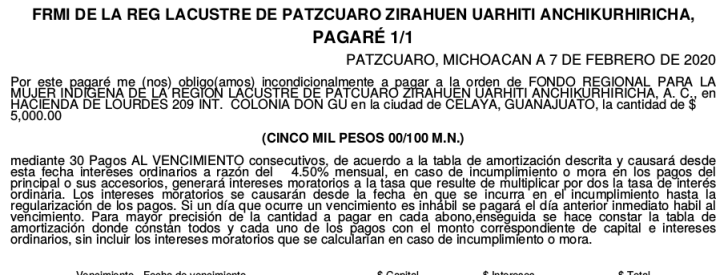 FRMI DE LA REG LACUSTRE DE PATZCUARO ZIRAHUEN UARHITI ANCHIKURHIRICHA,
PAGARÉ 1/1
PATZCUARO, MICHOACAN A 7 DE FEBRERO DE 2020
Por este pagaré me (nos) obligo(amos) incondicionalmente a pagar a la orden de FONDO REGIONAL PARA LA
MUJER INDÍGENA DE LA REGION LACUSTRE DE PATCUARO ZIRAHUEN UARHITI ANCHIKURHIRICHA, A. C., en
HACIENDA DE LOURDES 209 INT. COLONIA DON GU en la ciudad de CELAYA, GUANAJUATO, la cantidad de $
5,000.00
(CINCO MIL PESOS 00/100 M.N.)
mediante 30 Pagos AL VENCIMIENTO consecutivos, de acuerdo a la tabla de amortización descrita y causará desde
esta fecha intereses ordinarios a razón del 4.50% mensual, en caso de incumplimiento o mora en los pagos del
principal o sus accesorios, generará intereses moratorios a la tasa que resulte de multiplicar por dos la tasa de interés
ordinaria. Los intereses moratorios se causarán desde la fecha en que se incurra en el incumplimiento hasta la
regularización de los pagos. Si un día que ocurre un vencimiento es inhábil se pagará el día anterior inmediato habil al
vencimiento. Para mayor precisión de la cantidad a pagar en cada abono,enseguida se hace constar la tabla de
amortización donde constan todos y cada uno de los pagos con el monto correspondiente de capital e intereses
ordinarios, sin incluir los intereses moratorios que se calcularían en caso de incumplimiento o mora.
Vencimiento Fecha de vencimiento $ Capital $ Intereses $ Total